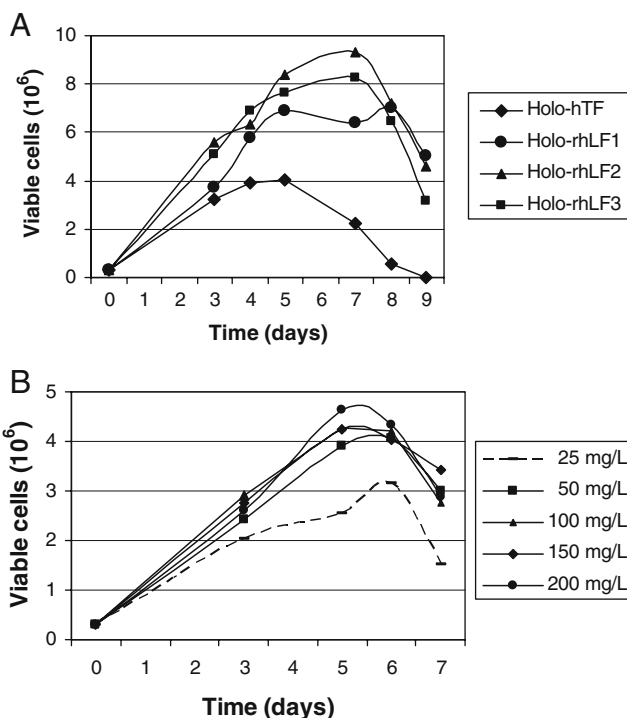 A
Viable cells (10⁶)
10
8
6
4
2
0
0 1 2 3 4 5 6 7 8 9
Time (days)
Holo-hTF
Holo-rhLF1
Holo-rhLF2
Holo-rhLF3
B
Viable cells (10⁶)
5
4
3
2
1
0
0 1 2 3 4 5 6 7
Time (days)
25 mg/L
50 mg/L
100 mg/L
150 mg/L
200 mg/L